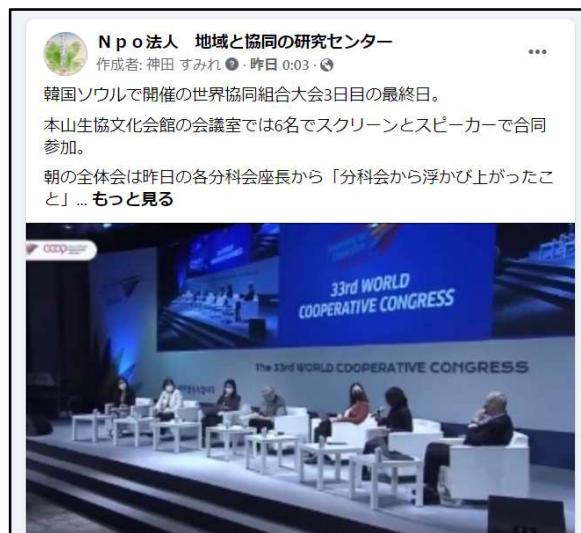 Ｎｐｏ法人　地域と協同の研究センター
作成者: 神田 すみれ · 昨日 0:03 ·
韓国ソウルで開催の世界協同組合大会3日目の最終日。
本山生協文化会館の会議室では6名でスクリーンとスピーカーで合同
参加。
朝の全体会は昨日の各分科会座長から「分科会から浮かび上がったこ
と」... もっと見る
coop
33rd WORLD
COOPERATIVE CONGRESS
The 33rd WORLD COOPERATIVE CONGRESS